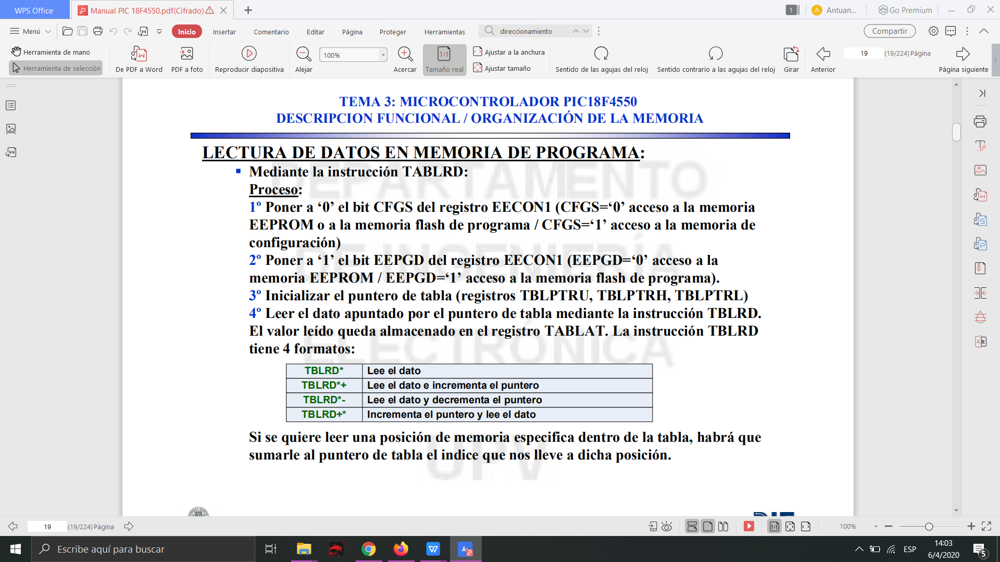 WPS Office
Manual PIC 18F4550.pdf(Cifrado)
1
A
Antuan...
Go Premium
Menú
Inicio
Insertar
Comentario
Editar
Página
Proteger
Herramientas
direccionamiento
Compartir
Herramienta de mano
Herramienta de selección
De PDF a Word
PDF a foto
Reproducir diapositiva
Alejar
100%
Acercar
1:1
Tamaño real
Ajustar a la anchura
Ajustar tamaño
Sentido de las agujas del reloj
Sentido contrario a las agujas del reloj
Girar
Anterior
19
(19/224) Página
Página siguiente
TEMA 3: MICROCONTROLADOR PIC18F4550
DESCRIPCION FUNCIONAL / ORGANIZACIÓN DE LA MEMORIA
LECTURA DE DATOS EN MEMORIA DE PROGRAMA:
▪ Mediante la instrucción TABLRD:
Proceso:
1º Poner a ‘0’ el bit CFGS del registro EECON1 (CFGS=‘0’ acceso a la memoria
EEPROM o a la memoria flash de programa / CFGS=‘1’ acceso a la memoria de
configuración)
2º Poner a ‘1’ el bit EEPGD del registro EECON1 (EEPGD=‘0’ acceso a la
memoria EEPROM / EEPGD=‘1’ acceso a la memoria flash de programa).
3º Inicializar el puntero de tabla (registros TBLPTRU, TBLPTRH, TBLPTRL)
4º Leer el dato apuntado por el puntero de tabla mediante la instrucción TBLRD.
El valor leído queda almacenado en el registro TABLAT. La instrucción TBLRD
tiene 4 formatos:
TBLRD* Lee el dato
TBLRD*+ Lee el dato e incrementa el puntero
TBLRD*- Lee el dato y decrementa el puntero
TBLRD+* Incrementa el puntero y lee el dato
Si se quiere leer una posición de memoria especifica dentro de la tabla, habrá que
sumarle al puntero de tabla el indice que nos lleve a dicha posición.
DEPARTAMENTO
DE INGENIERÍA
ELECTRÓNICA
UPV
19
(19/224) Página
1:1
100%
Escribe aquí para buscar
ESP
14:03
6/4/2020
5